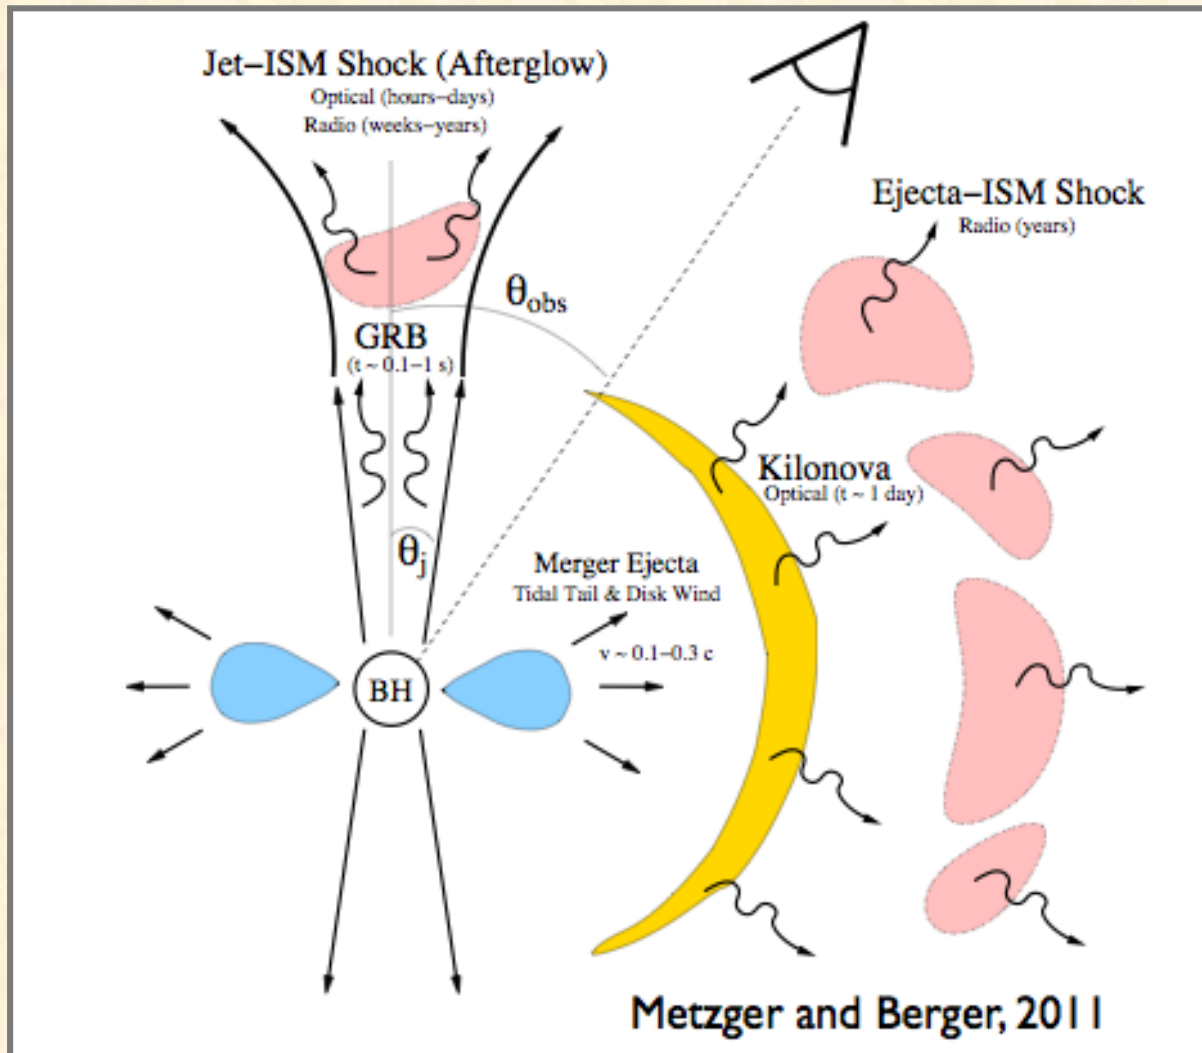 Jet–ISM Shock (Afterglow)
Optical (hours–days)
Radio (weeks–years)
Ejecta–ISM Shock
Radio (years)
θobs
GRB
(t ~ 0.1–1 s)
Kilonova
Optical (t ~ 1 day)
θj
Merger Ejecta
Tidal Tail & Disk Wind
v ~ 0.1–0.3 c
BH
Metzger and Berger, 2011